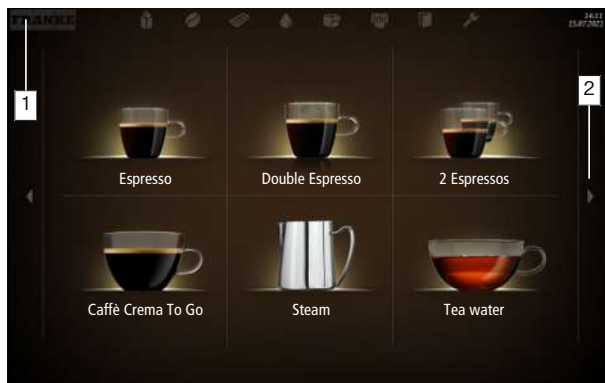 FRANKE
14:11
15.07.2021
1
2
Espresso
Double Espresso
2 Espressos
Caffè Crema To Go
Steam
Tea water